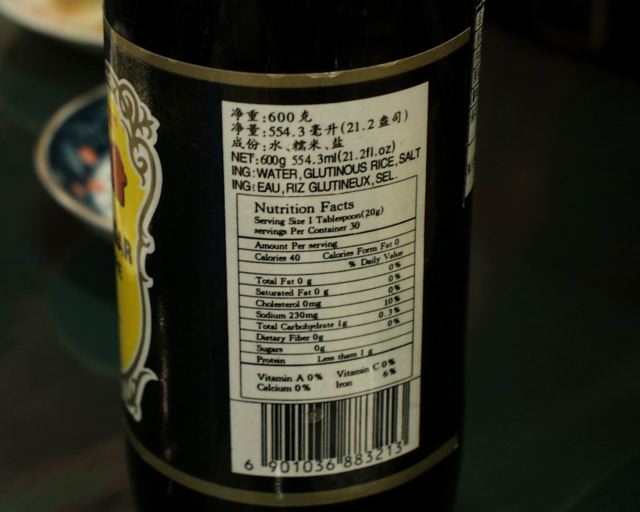 净重:600克
净量:554.3毫升(21.2盎司)
成份:水、糯米、盐
NET:600g 554.3ml(21.2fl.oz)
ING:WATER,GLUTINOUS RICE,SALT
ING:EAU,RIZ GLUTINEUX,SEL.
Nutrition Facts
Serving Size 1 Tablespoon(20g)
servings Per Container 30
Amount Per serving
Calories 40 Calories Form Fat 0
% Daily Value
Total Fat 0 g 0%
Saturated Fat 0 g 0%
Cholesterol 0mg 0%
Sodium 230mg 10%
Total Carbohydrate 1g 0.3%
Dietary Fiber 0g 0%
Sugars 0g
Protein Less tham 1 g
Vitamin A 0% Vitamin C 0%
Calcium 0% Iron 6%
6 901036 883213